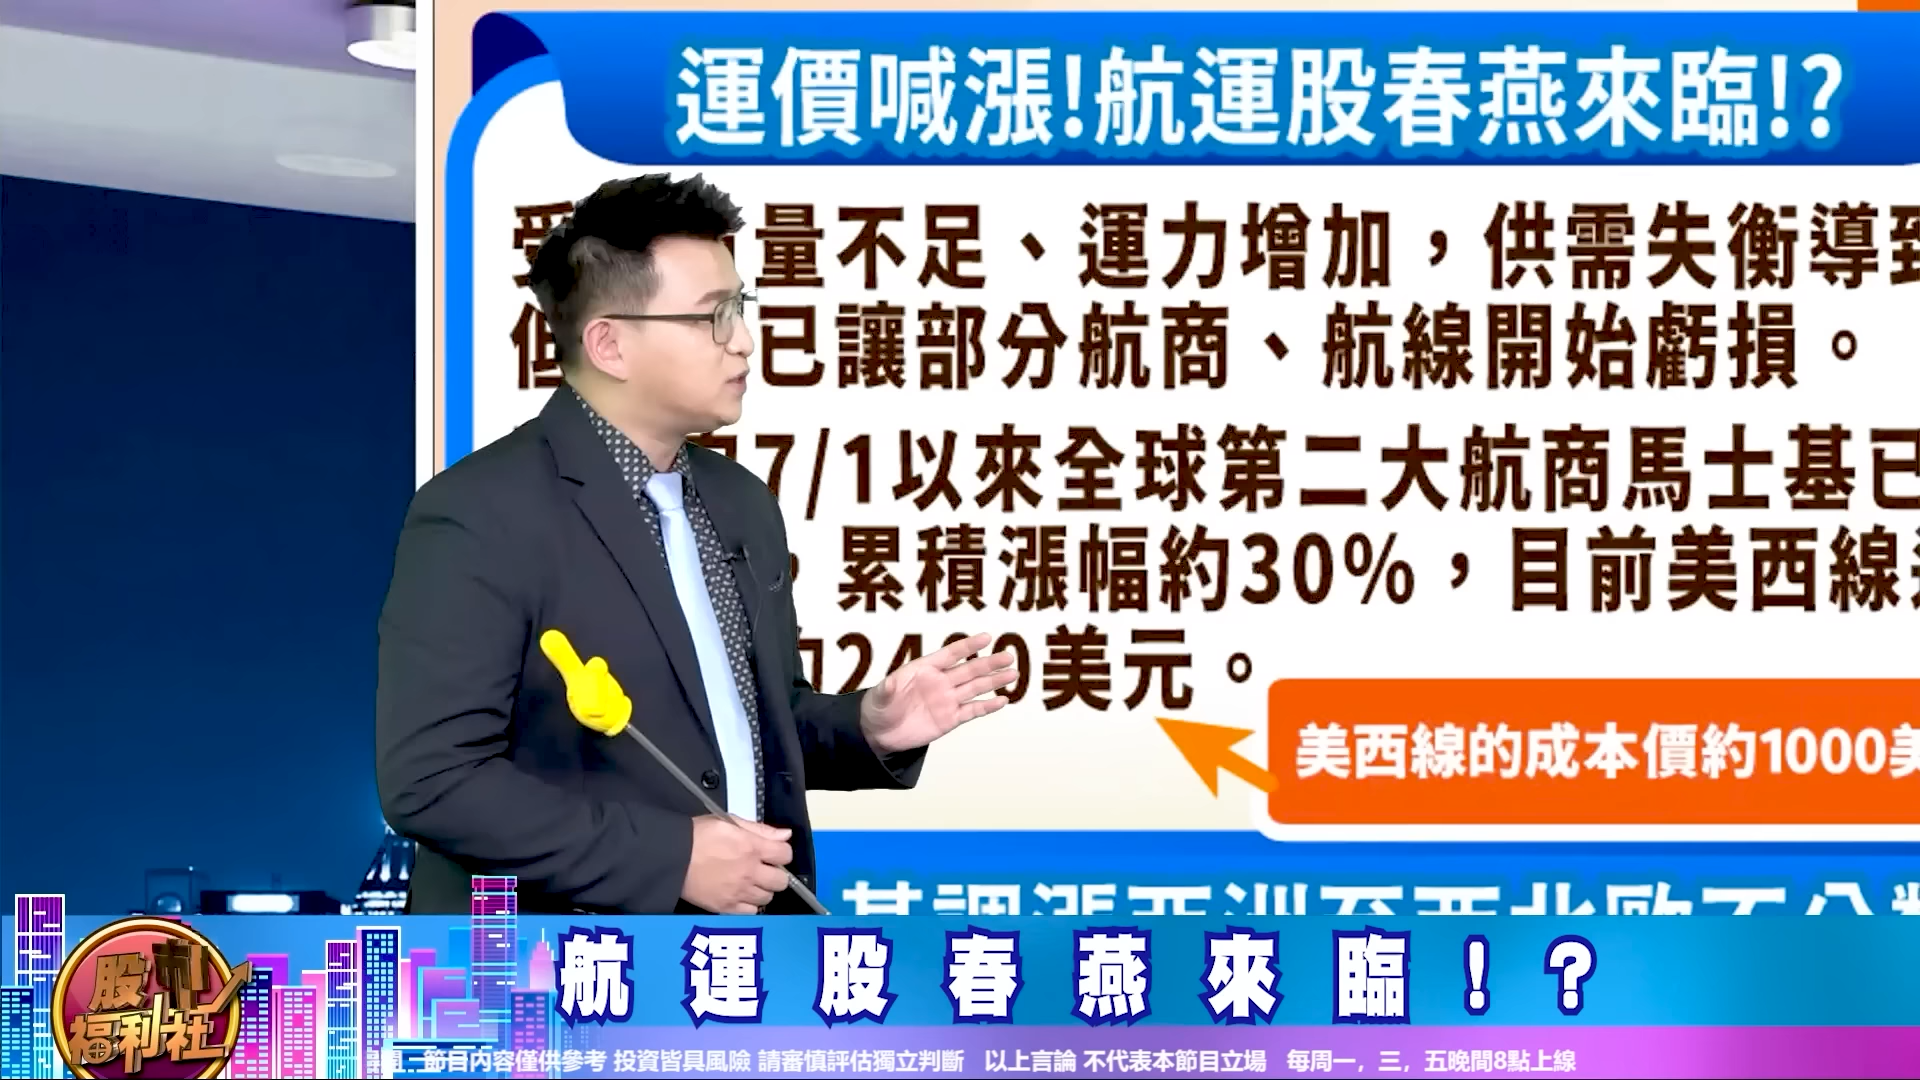 運價喊漲!航運股春燕來臨!?
量不足、運力增加，供需失衡導
已讓部分航商、航線開始虧損。
7/1以來全球第二大航商馬士基已
累積漲幅約30%，目前美西線
美元。
美西線的成本價約1000美
航運股春燕來臨!?
股市
福利社
節目內容僅供參考 投資皆具風險 請審慎評估獨立判斷 以上言論 不代表本節目立場 每周一，三，五晚間8點上線